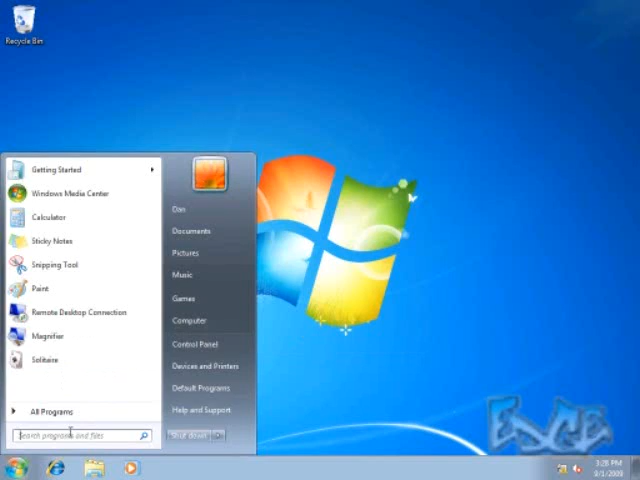 Recycle Bin
Getting Started
Windows Media Center
Calculator
Sticky Notes
Snipping Tool
Paint
Remote Desktop Connection
Magnifier
Solitaire
All Programs
Search programs and files
Dan
Documents
Pictures
Music
Games
Computer
Control Panel
Devices and Printers
Default Programs
Help and Support
Shut down
3:28 PM
9/1/2009